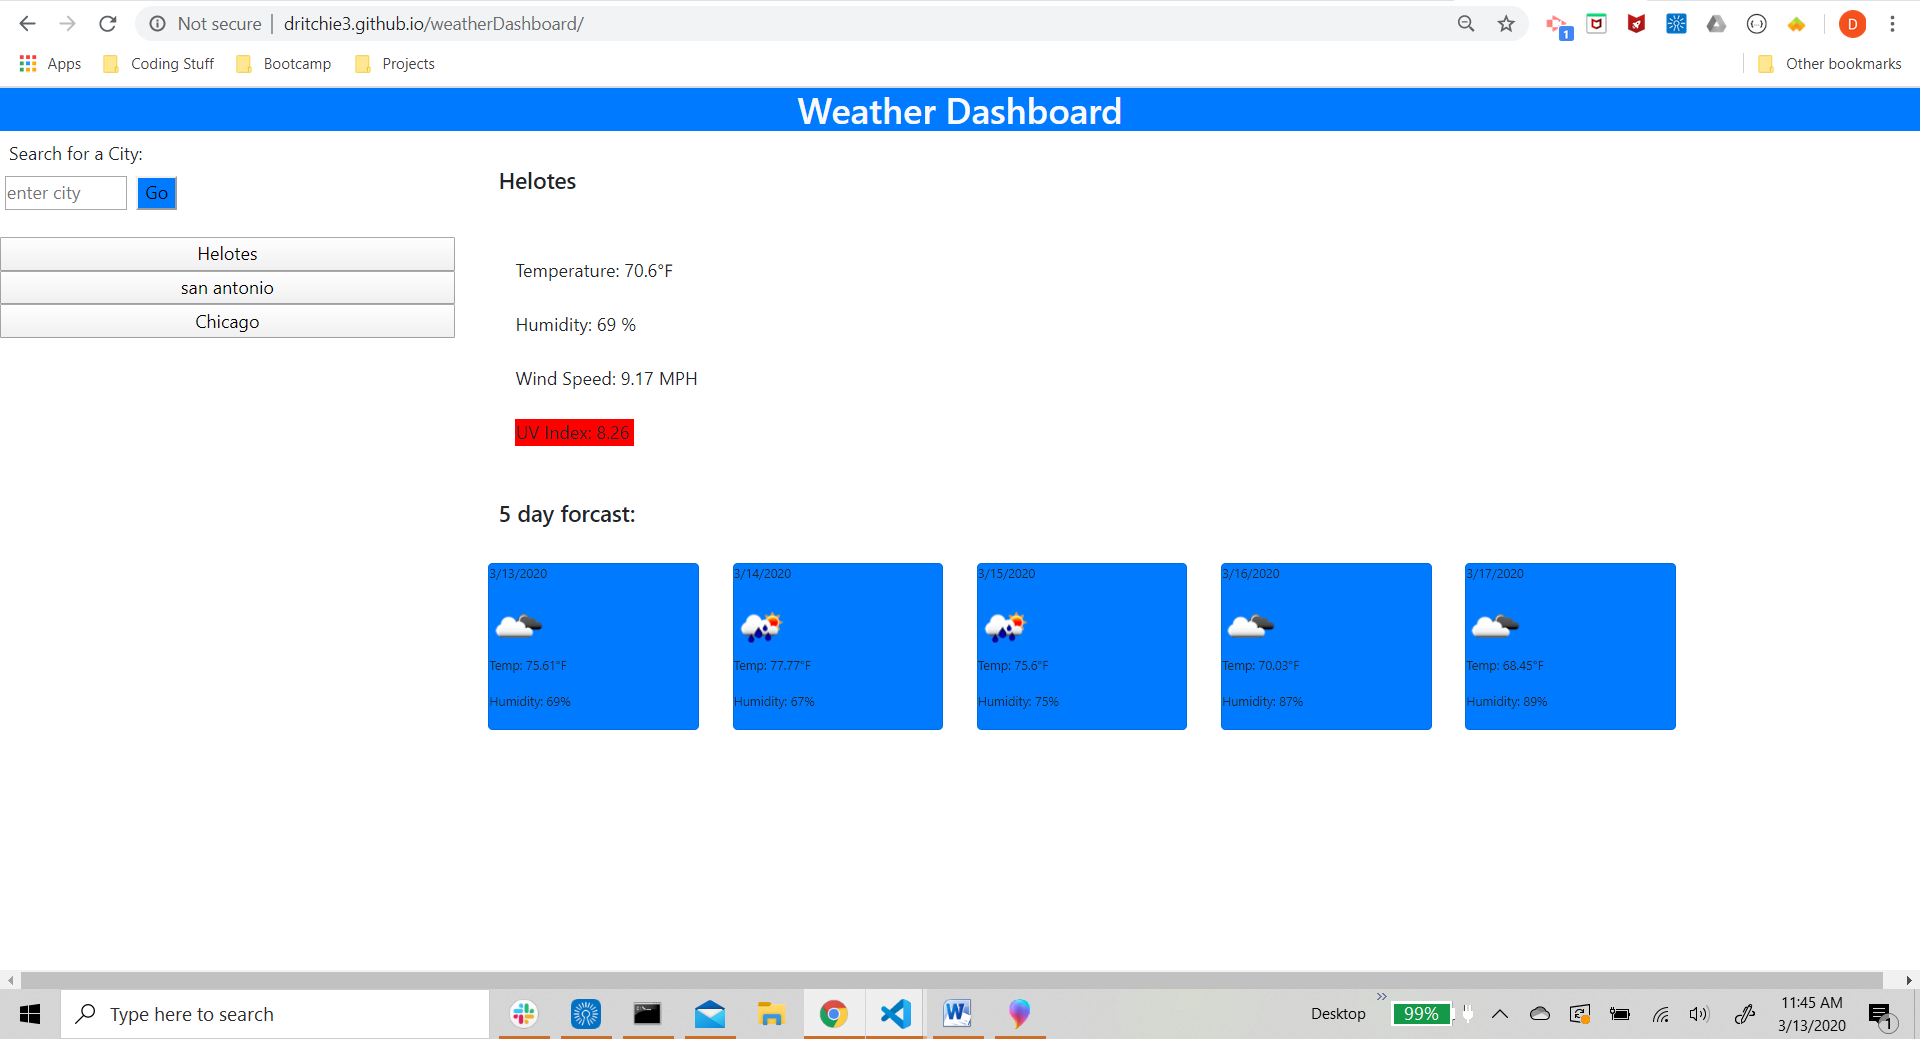 Not secure | dritchie3.github.io/weatherDashboard/
D
1
Apps Coding Stuff Bootcamp Projects Other bookmarks
Weather Dashboard
Search for a City:
enter city Go
Helotes
san antonio
Chicago
Helotes
Temperature: 70.6°F
Humidity: 69 %
Wind Speed: 9.17 MPH
UV Index: 8.26
5 day forcast:
3/13/2020
Temp: 75.61°F
Humidity: 69%
3/14/2020
Temp: 77.77°F
Humidity: 67%
3/15/2020
Temp: 75.6°F
Humidity: 75%
3/16/2020
Temp: 70.03°F
Humidity: 87%
3/17/2020
Temp: 68.45°F
Humidity: 89%
Type here to search
W
Desktop
99%
11:45 AM
3/13/2020
1